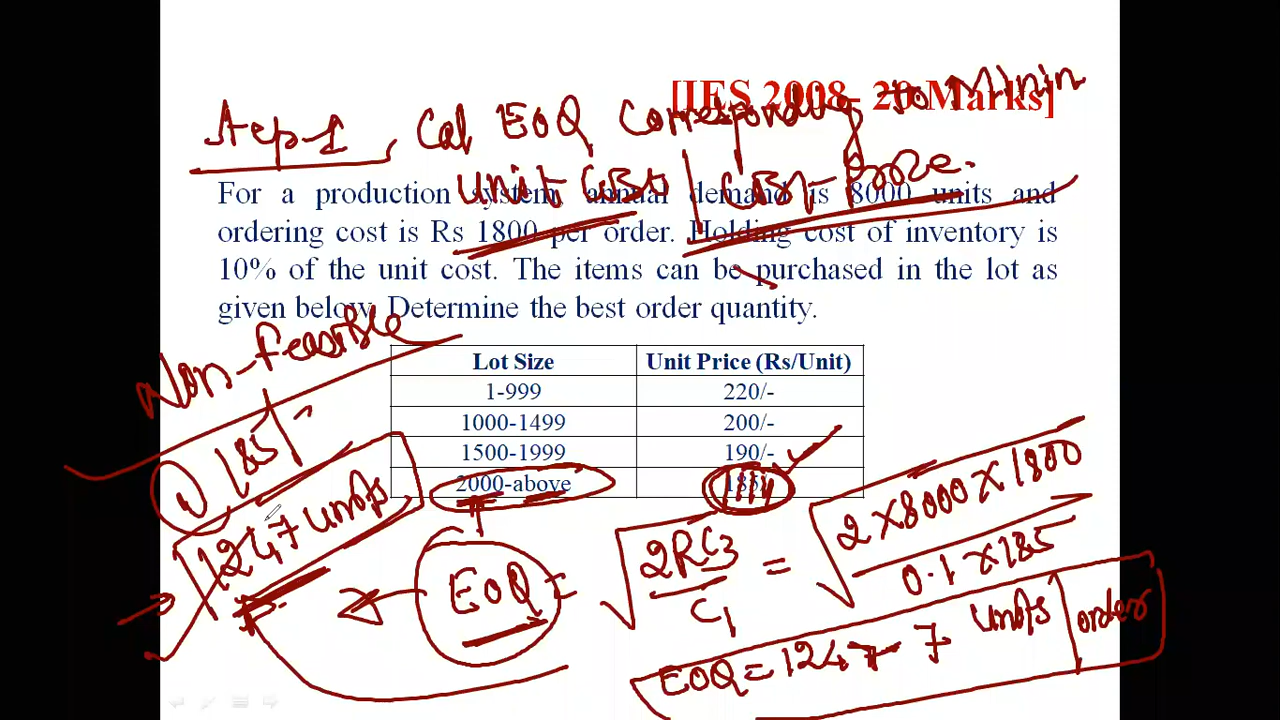 [IES 2008- 20 Marks]
Step-1, Cal EOQ Corresponding to Minim
unit Cost | Cost-Price.
For a production system, annual demand is 8000 units and
ordering cost is Rs 1800 per order. Holding cost of inventory is
10% of the unit cost. The items can be purchased in the lot as
given below. Determine the best order quantity.
Non-feasible
Lot Size Unit Price (Rs/Unit)
1-999 220/-
1000-1499 200/-
1500-1999 190/-
2000-above 185/-
185/-
1247 units
EOQ = √2RC3/C1 = √2×8000×1800/0.1×185
EOQ = 1247.7 units/order